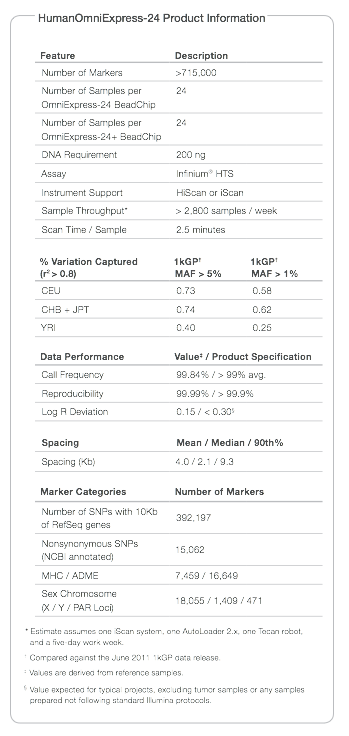 HumanOmniExpress-24 Product Information
Feature Description
Number of Markers >715,000
Number of Samples per 24
OmniExpress-24 BeadChip
Number of Samples per 24
OmniExpress-24+ BeadChip
DNA Requirement 200 ng
Assay Infinium® HTS
Instrument Support HiScan or iScan
Sample Throughput* > 2,800 samples / week
Scan Time / Sample 2.5 minutes
% Variation Captured 1kGP† 1kGP†
(r² > 0.8) MAF > 5% MAF > 1%
CEU 0.73 0.58
CHB + JPT 0.74 0.62
YRI 0.40 0.25
Data Performance Value‡ / Product Specification
Call Frequency 99.84% / > 99% avg.
Reproducibility 99.99% / > 99.9%
Log R Deviation 0.15 / < 0.30§
Spacing Mean / Median / 90th%
Spacing (Kb) 4.0 / 2.1 / 9.3
Marker Categories Number of Markers
Number of SNPs with 10Kb 392,197
of RefSeq genes
Nonsynonymous SNPs 15,062
(NCBI annotated)
MHC / ADME 7,459 / 16,649
Sex Chromosome 18,055 / 1,409 / 471
(X / Y / PAR Loci)
* Estimate assumes one iScan system, one AutoLoader 2.x, one Tecan robot,
and a five-day work week.
† Compared against the June 2011 1kGP data release.
‡ Values are derived from reference samples.
§ Value expected for typical projects, excluding tumor samples or any samples
prepared not following standard Illumina protocols.